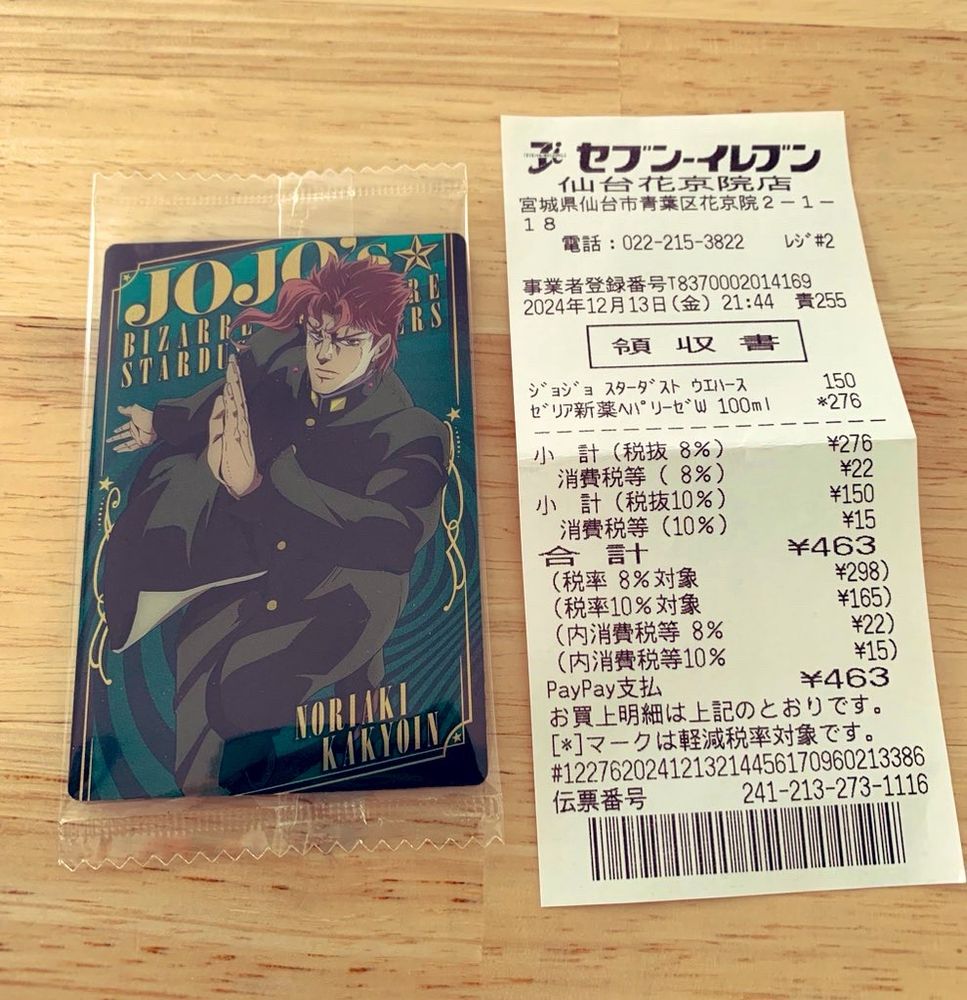 JOJO's
BIZARRE
STARDU ERS
NORIAKI
KAKYOIN
セブン-イレブン
仙台花京院店
宮城県仙台市青葉区花京院2-1-
18
電話:022-215-3822 レジ#2
事業者登録番号T8370002014169
2024年12月13日(金) 21:44 責255
領収書
ジョジョ スターダスト ウエハース 150
ゼリア新薬ヘパリーゼW 100ml *276
小 計(税抜 8%) ¥276
消費税等( 8%) ¥22
小 計(税抜10%) ¥150
消費税等(10%) ¥15
合 計 ¥463
(税率 8%対象 ¥298)
(税率10%対象 ¥165)
(内消費税等 8% ¥22)
(内消費税等10% ¥15)
PayPay支払 ¥463
お買上明細は上記のとおりです。
[*]マークは軽減税率対象です。
#12276202412132144561709602​13386
伝票番号 241-213-273-1116